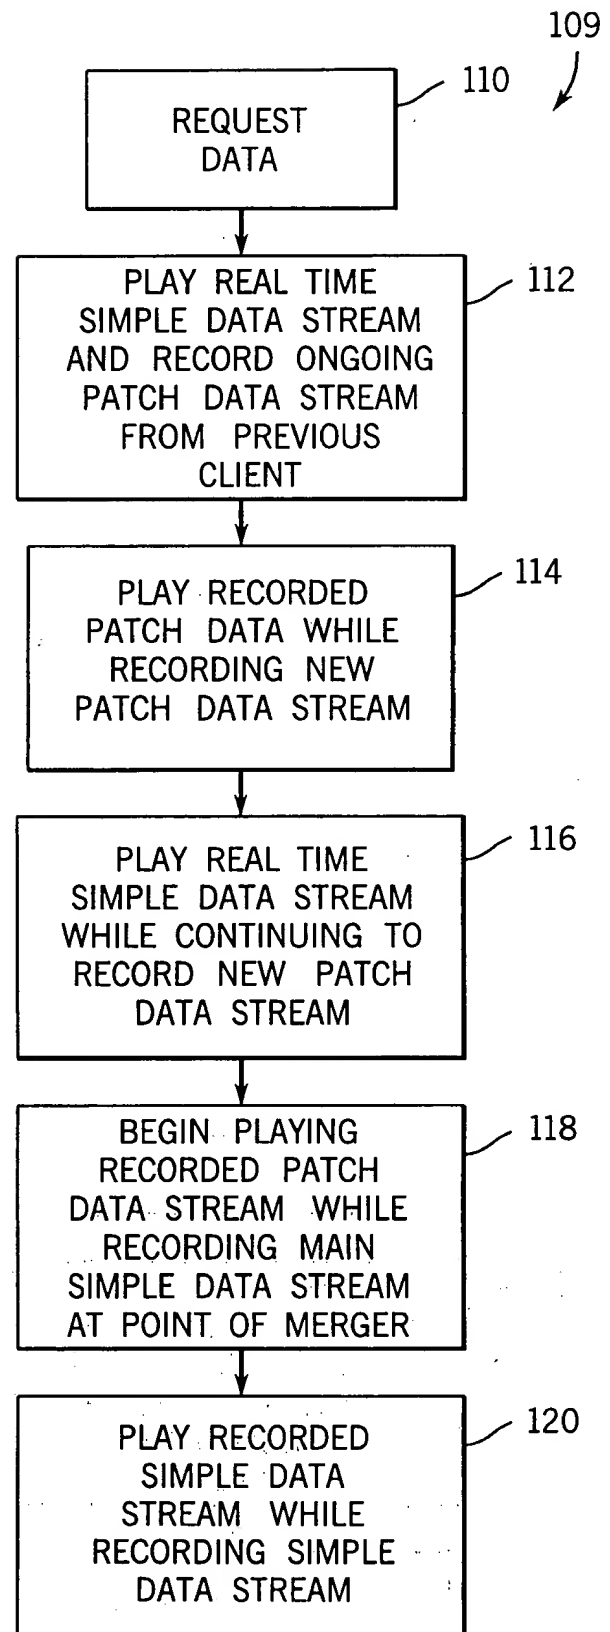 109
110
REQUEST
DATA
112
PLAY REAL TIME
SIMPLE DATA STREAM
AND RECORD ONGOING
PATCH DATA STREAM
FROM PREVIOUS
CLIENT
114
PLAY RECORDED
PATCH DATA WHILE
RECORDING NEW
PATCH DATA STREAM
116
PLAY REAL TIME
SIMPLE DATA STREAM
WHILE CONTINUING TO
RECORD NEW PATCH
DATA STREAM
118
BEGIN PLAYING
RECORDED PATCH
DATA STREAM WHILE
RECORDING MAIN
SIMPLE DATA STREAM
AT POINT OF MERGER
120
PLAY RECORDED
SIMPLE DATA
STREAM WHILE
RECORDING SIMPLE
DATA STREAM